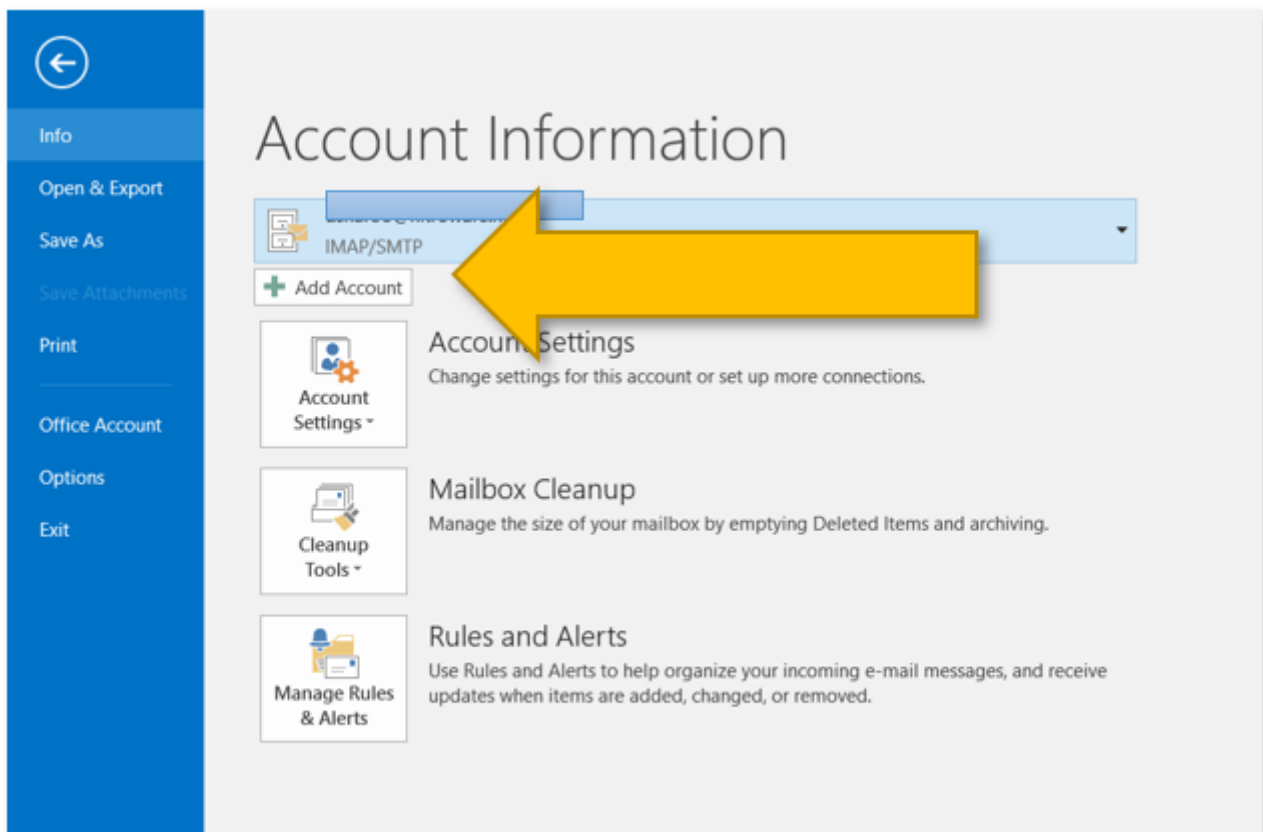 Info
Open & Export
Save As
Save Attachments
Print
Office Account
Options
Exit
Account Information
IMAP/SMTP
Add Account
Account
Settings
Account Settings
Change settings for this account or set up more connections.
Cleanup
Tools
Mailbox Cleanup
Manage the size of your mailbox by emptying Deleted Items and archiving.
Manage Rules
& Alerts
Rules and Alerts
Use Rules and Alerts to help organize your incoming e-mail messages, and receive
updates when items are added, changed, or removed.